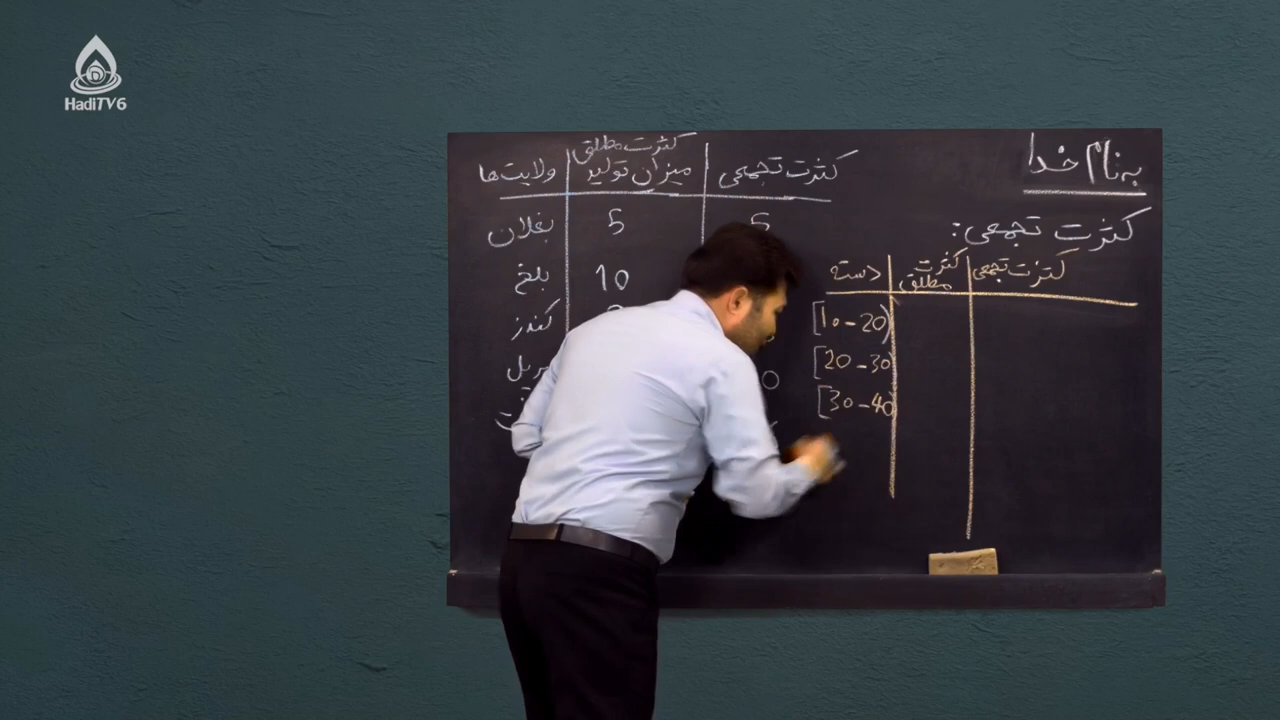 HadiTV6
به نام خدا
کثرت تجمعی:
ولایت‌ها | کثرت مطلق میزان تولید | کثرت تجمعی
بغلان | 5 | 5
بلخ | 10
کندز
دسته | کثرت مطلق | کثرت تجمعی
[10-20)
[20-30)
[30-40)